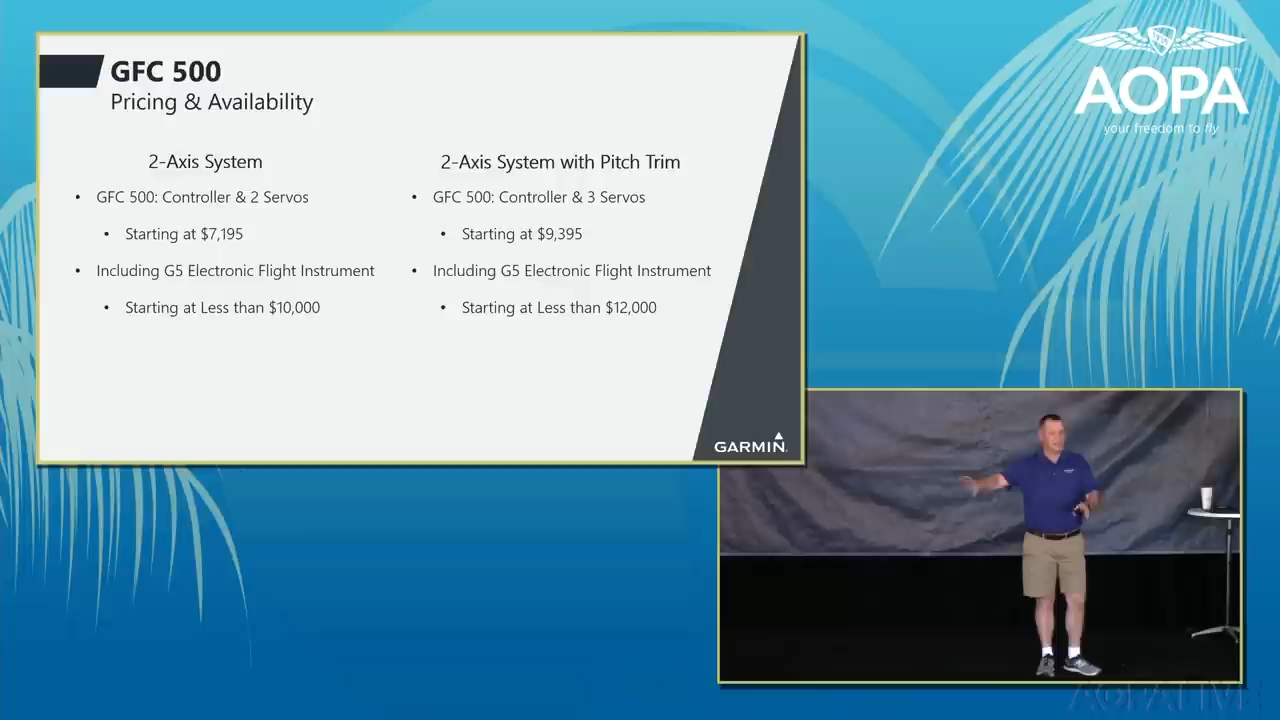 GFC 500
Pricing & Availability
2-Axis System
• GFC 500: Controller & 2 Servos
• Starting at $7,195
• Including G5 Electronic Flight Instrument
• Starting at Less than $10,000
2-Axis System with Pitch Trim
• GFC 500: Controller & 3 Servos
• Starting at $9,395
• Including G5 Electronic Flight Instrument
• Starting at Less than $12,000
GARMIN
AOPA
your freedom to fly
AOPA LIVE